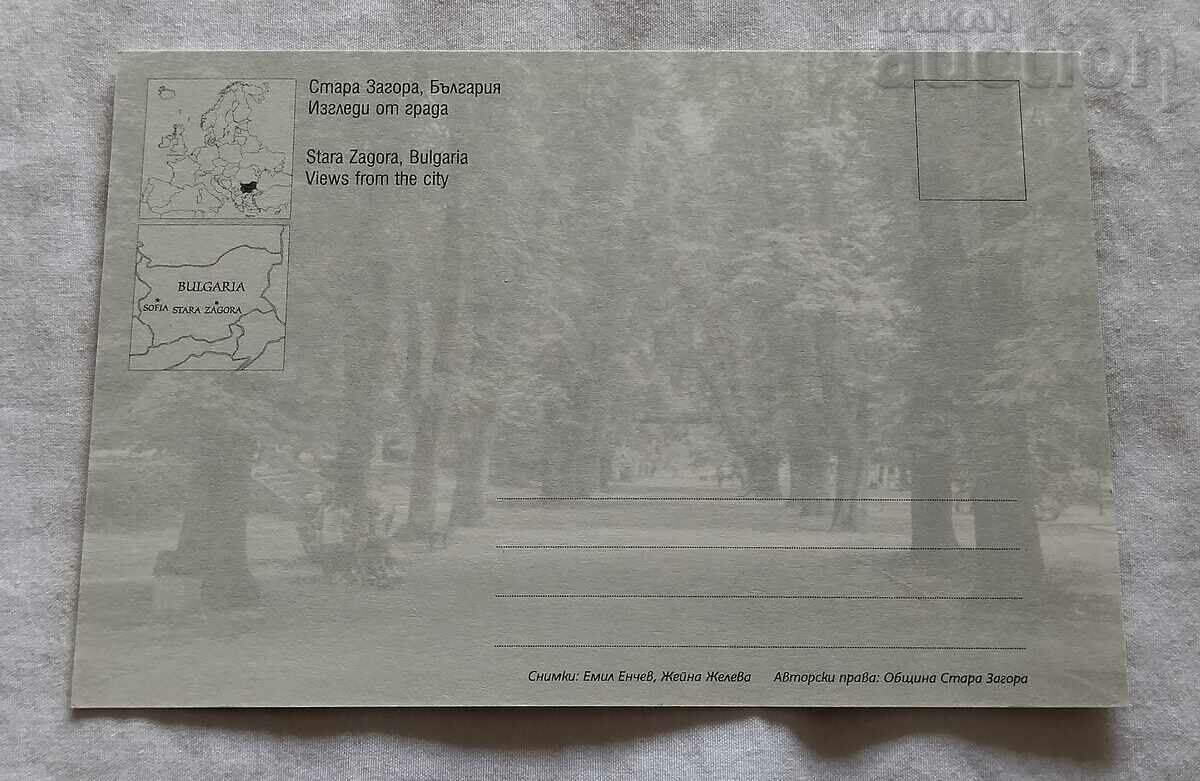 BALKAN
auction
Стара Загора, България
Изгледи от града
Stara Zagora, Bulgaria
Views from the city
BULGARIA
SOFIA STARA ZAGORA
Снимки: Емил Енчев, Жейна Желева Авторски права: Община Стара Загора